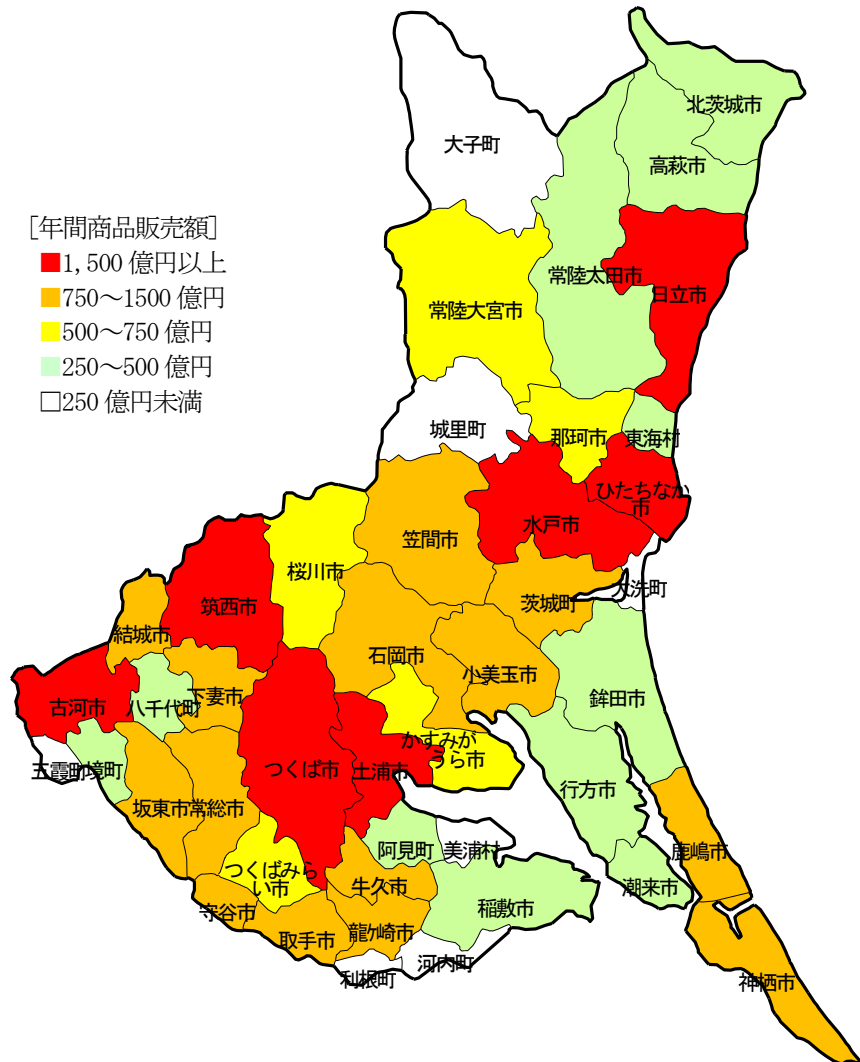 北茨城市
大子町
高萩市
[年間商品販売額]
■1,500 億円以上
■750～1500 億円
■500～750 億円
■250～500 億円
□250 億円未満
常陸太田市
日立市
常陸大宮市
城里町
那珂市
東海村
ひたちなか
市
水戸市
笠間市
桜川市
大洗町
筑西市
茨城町
結城市
石岡市
小美玉市
下妻市
鉾田市
古河市
八千代町
かすみが
うら市
五霞町
境町
つくば市
土浦市
行方市
坂東市
常総市
阿見町
美浦村
鹿嶋市
つくばみら
い市
牛久市
潮来市
稲敷市
守谷市
取手市
龍ケ崎市
河内町
利根町
神栖市